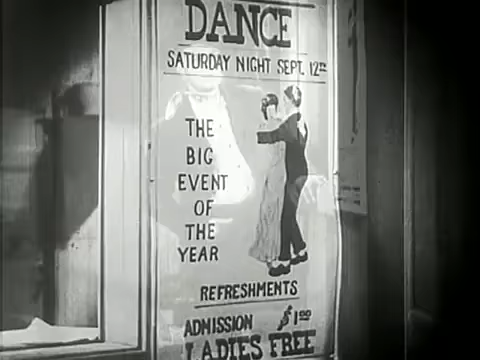 DANCE
SATURDAY NIGHT SEPT. 12TH
THE
BIG
EVENT
OF
THE
YEAR
REFRESHMENTS
ADMISSION $1.00
LADIES FREE